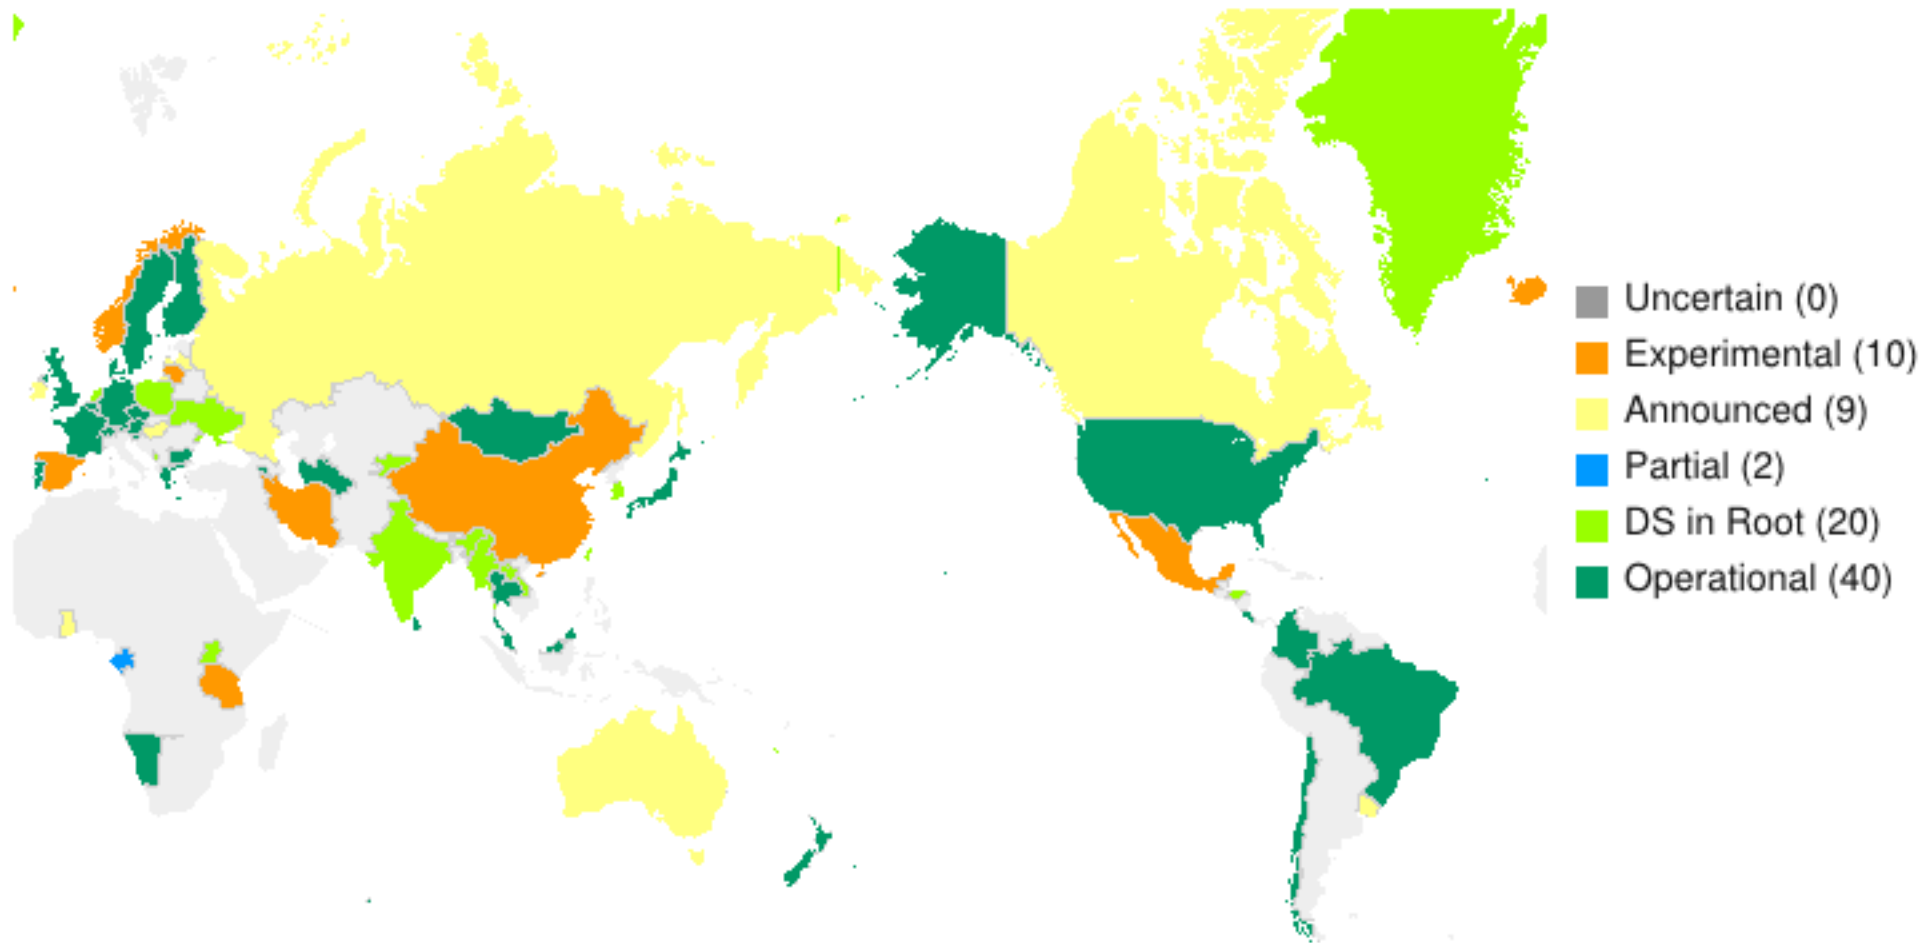 Uncertain (0)
Experimental (10)
Announced (9)
Partial (2)
DS in Root (20)
Operational (40)